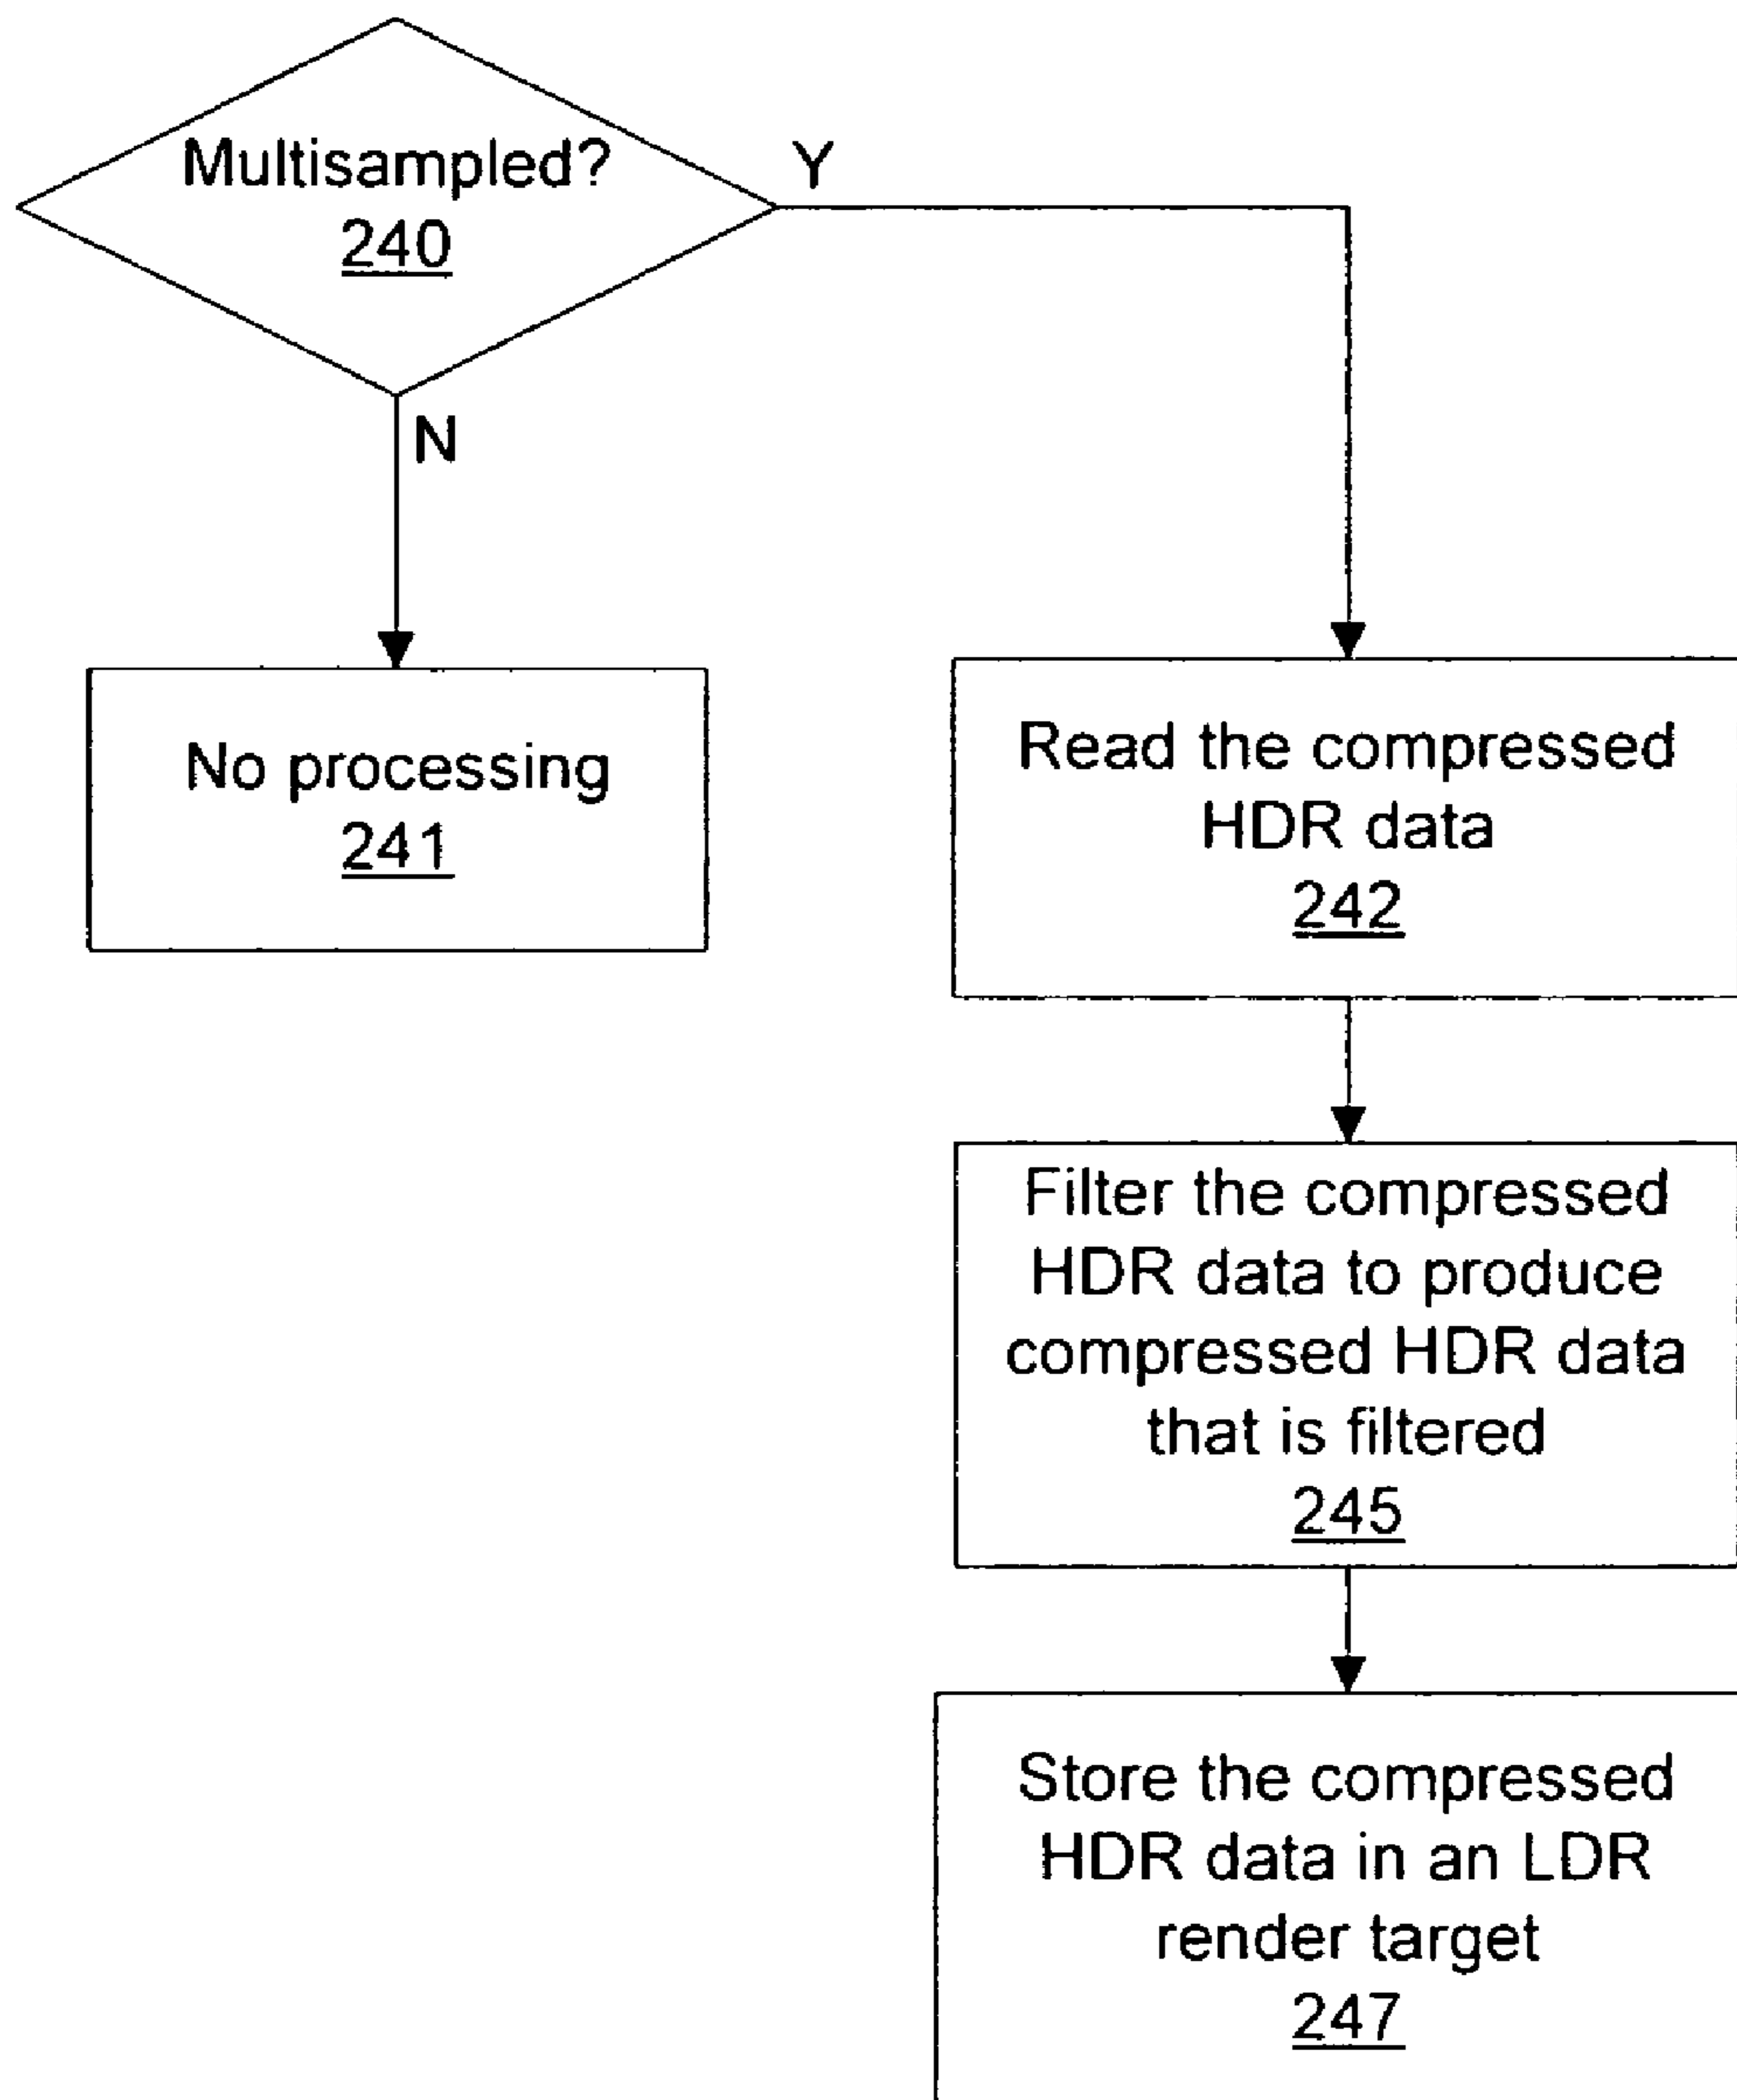 Multisampled?
240
Y
N
No processing
241
Read the compressed
HDR data
242
Filter the compressed
HDR data to produce
compressed HDR data
that is filtered
245
Store the compressed
HDR data in an LDR
render target
247